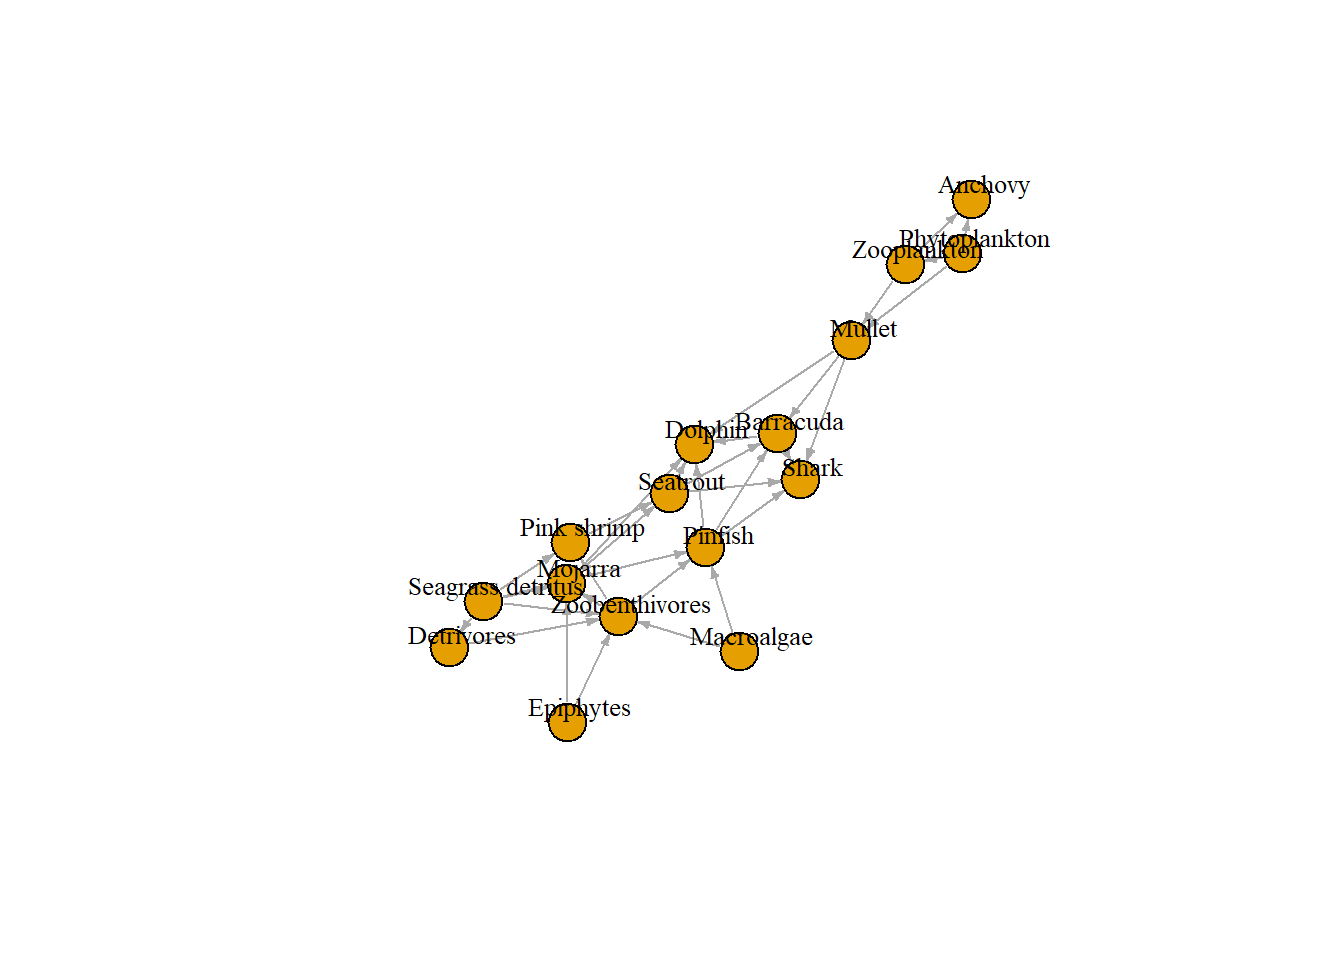 Anchovy
Phytoplankton
Zooplankton
Mullet
Barracuda
Dolphin
Shark
Seatrout
Pink shrimp
Pinfish
Mojarra
Seagrass detritus
Zoobenthivores
Detrivores
Macroalgae
Epiphytes